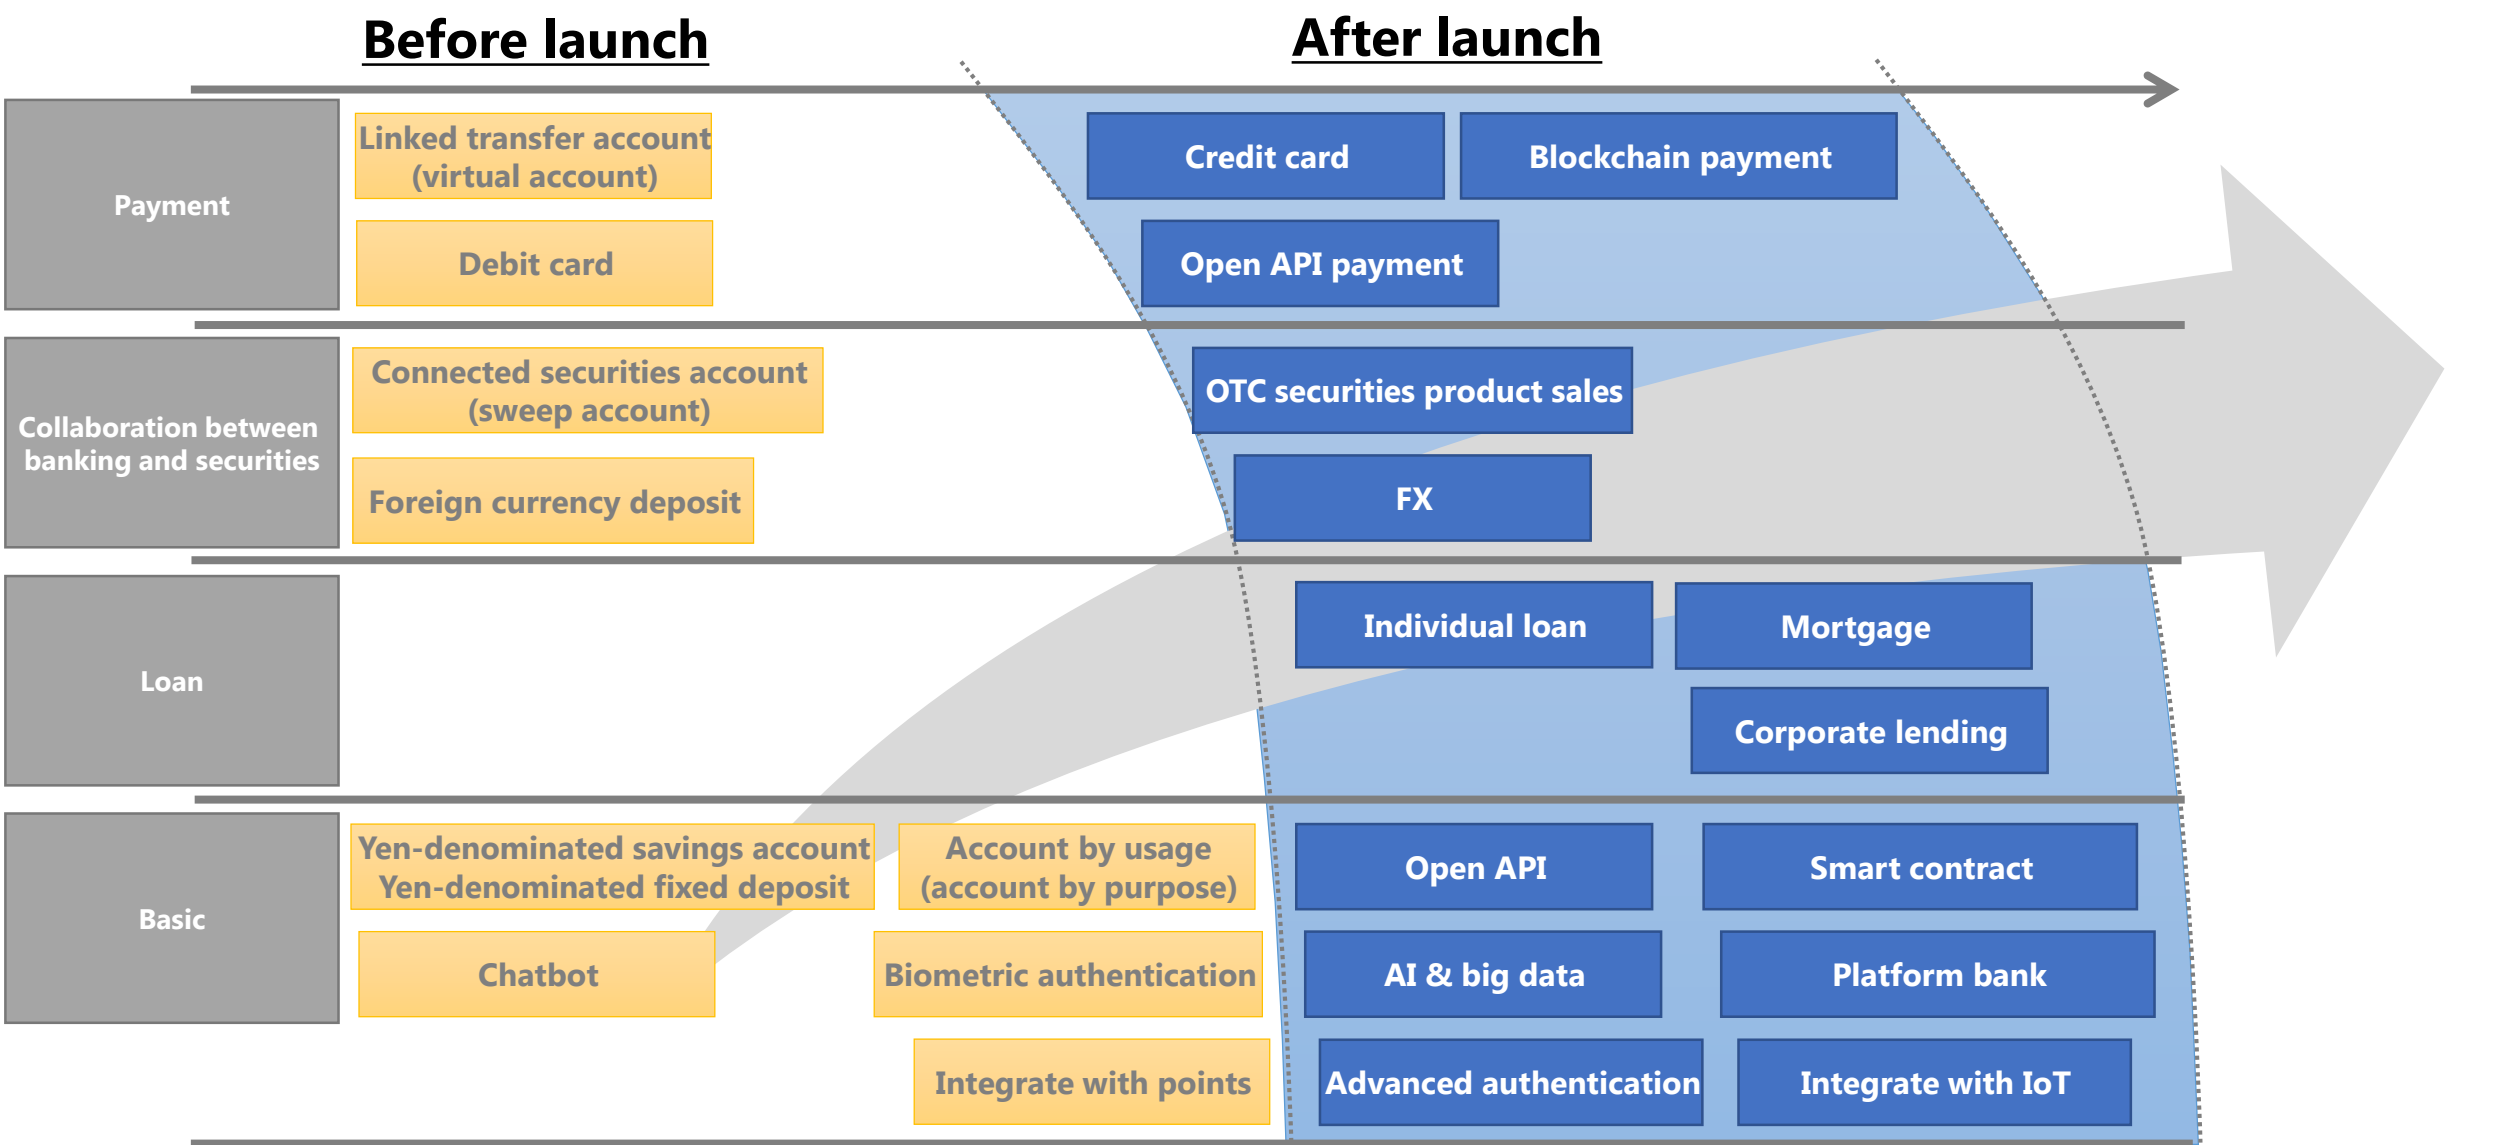 Before launch
After launch
Payment
Linked transfer account
(virtual account)
Credit card
Blockchain payment
Debit card
Open API payment
Collaboration between
banking and securities
Connected securities account
(sweep account)
OTC securities product sales
Foreign currency deposit
FX
Loan
Individual loan
Mortgage
Corporate lending
Basic
Yen-denominated savings account
Yen-denominated fixed deposit
Account by usage
(account by purpose)
Open API
Smart contract
Chatbot
Biometric authentication
AI & big data
Platform bank
Integrate with points
Advanced authentication
Integrate with IoT